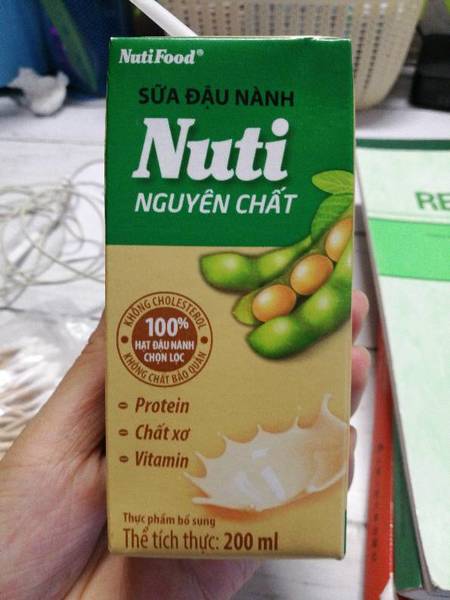 NutiFood®
SỮA ĐẬU NÀNH
Nuti
NGUYÊN CHẤT
KHÔNG CHOLESTEROL
100%
HẠT ĐẬU NÀNH
CHỌN LỌC
KHÔNG CHẤT BẢO QUẢN
Protein
Chất xơ
Vitamin
Thực phẩm bổ sung
Thể tích thực: 200 ml
RE